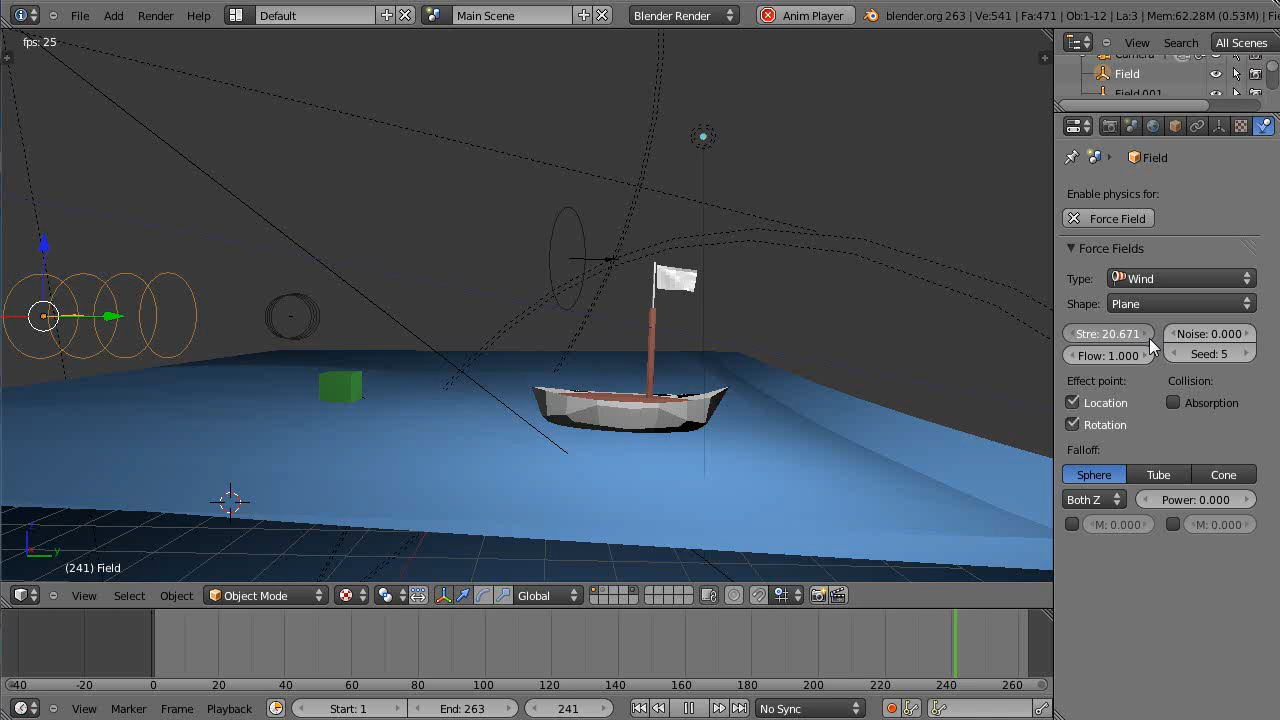 File Add Render Help Default Main Scene Blender Render Anim Player blender.org 263 | Ve:541 | Fa:471 | Ob:1-12 | La:3 | Mem:62.28M (0.53M) | Fie
fps: 25
View Search All Scenes
Camera
Field
Field.001
Field
Enable physics for:
Force Field
Force Fields
Type: Wind
Shape: Plane
Stre: 20.671 Noise: 0.000
Flow: 1.000 Seed: 5
Effect point: Collision:
Location Absorption
Rotation
Falloff:
Sphere Tube Cone
Both Z Power: 0.000
M: 0.000 M: 0.000
z
y
(241) Field
View Select Object Object Mode Global
-40 -20 0 20 40 60 80 100 120 140 160 180 200 220 240 260
View Marker Frame Playback Start: 1 End: 263 241 No Sync